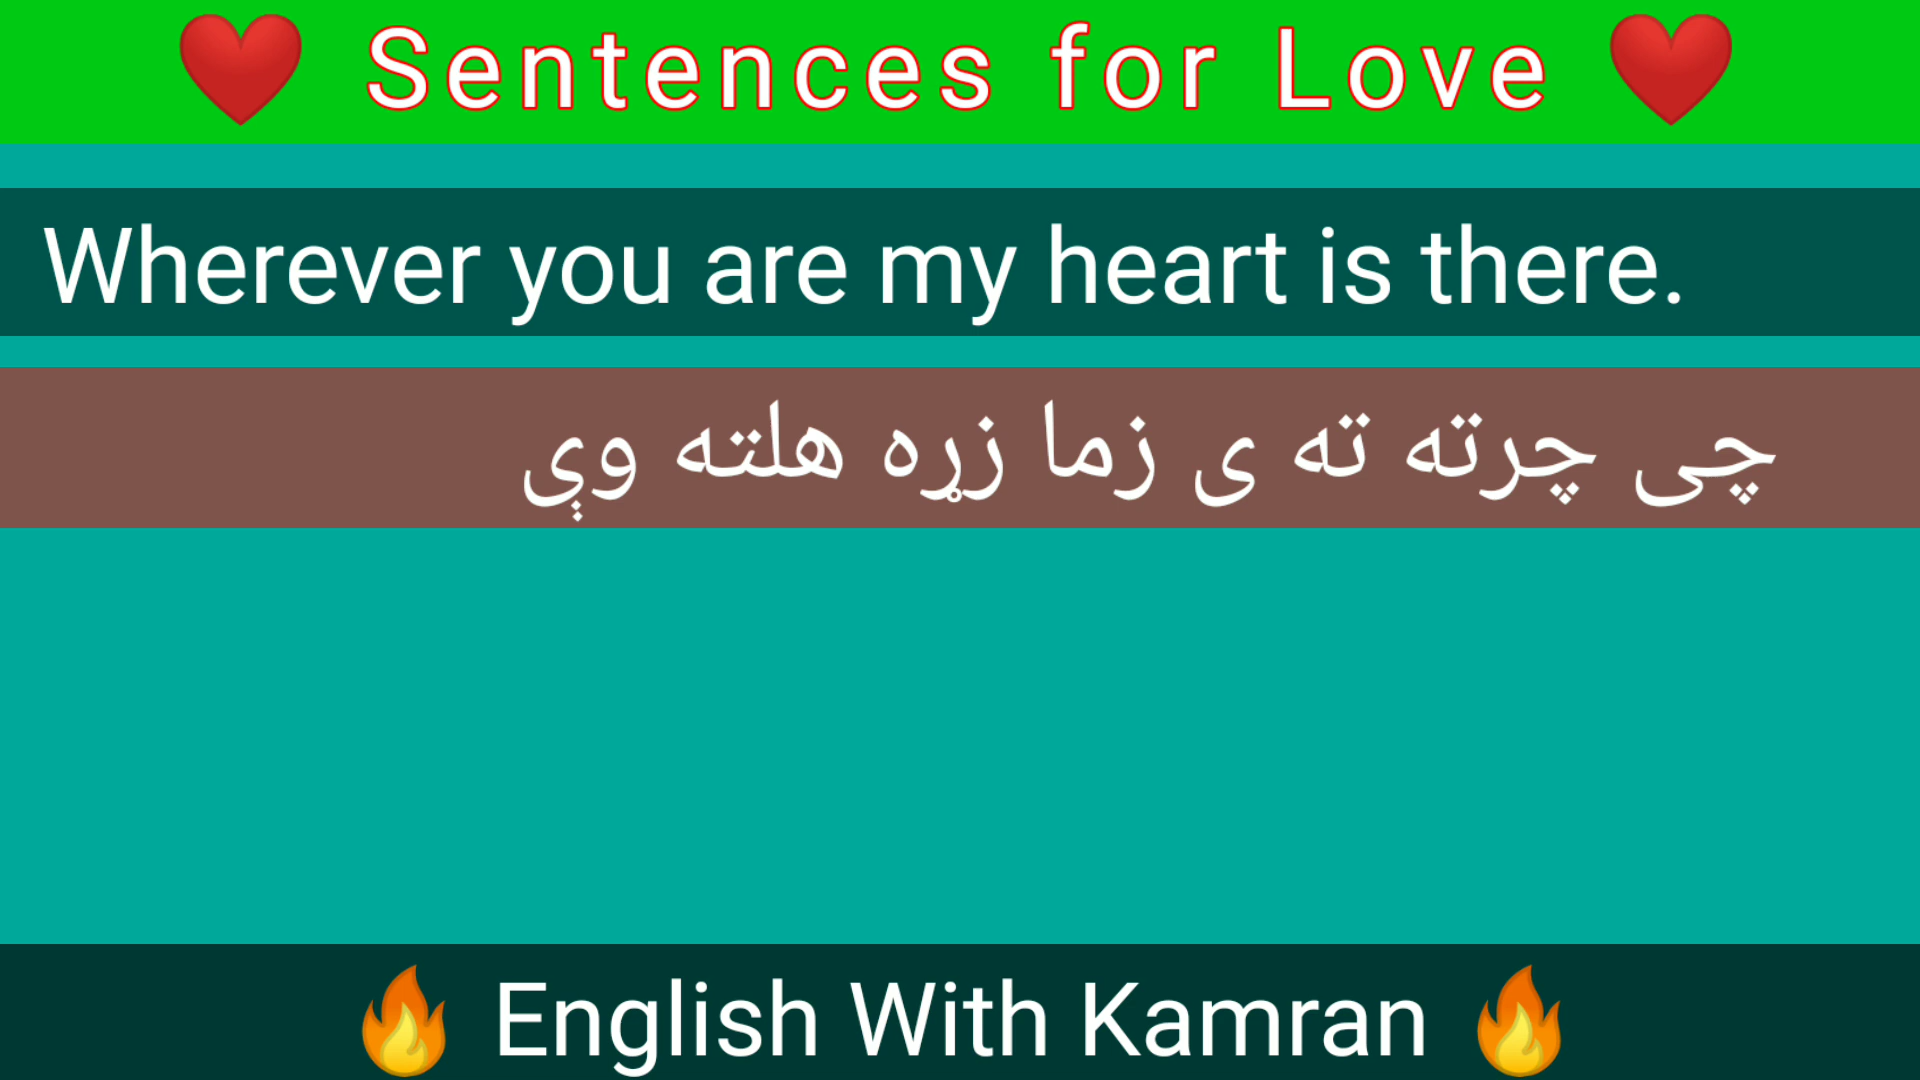 ❤️ Sentences for Love ❤️
Wherever you are my heart is there.
چی چرته ته ی زما زړه هلته وې
🔥 English With Kamran 🔥